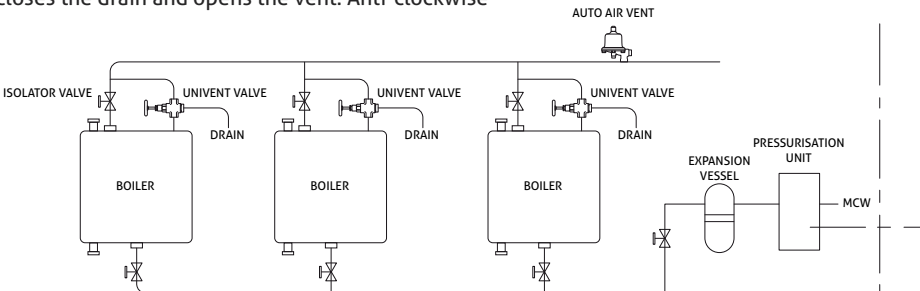 closes the drain and opens the vent. Anti-clockwise
AUTO AIR VENT
ISOLATOR VALVE
UNIVENT VALVE
UNIVENT VALVE
UNIVENT VALVE
DRAIN
DRAIN
DRAIN
BOILER
BOILER
BOILER
EXPANSION
VESSEL
PRESSURISATION
UNIT
MCW